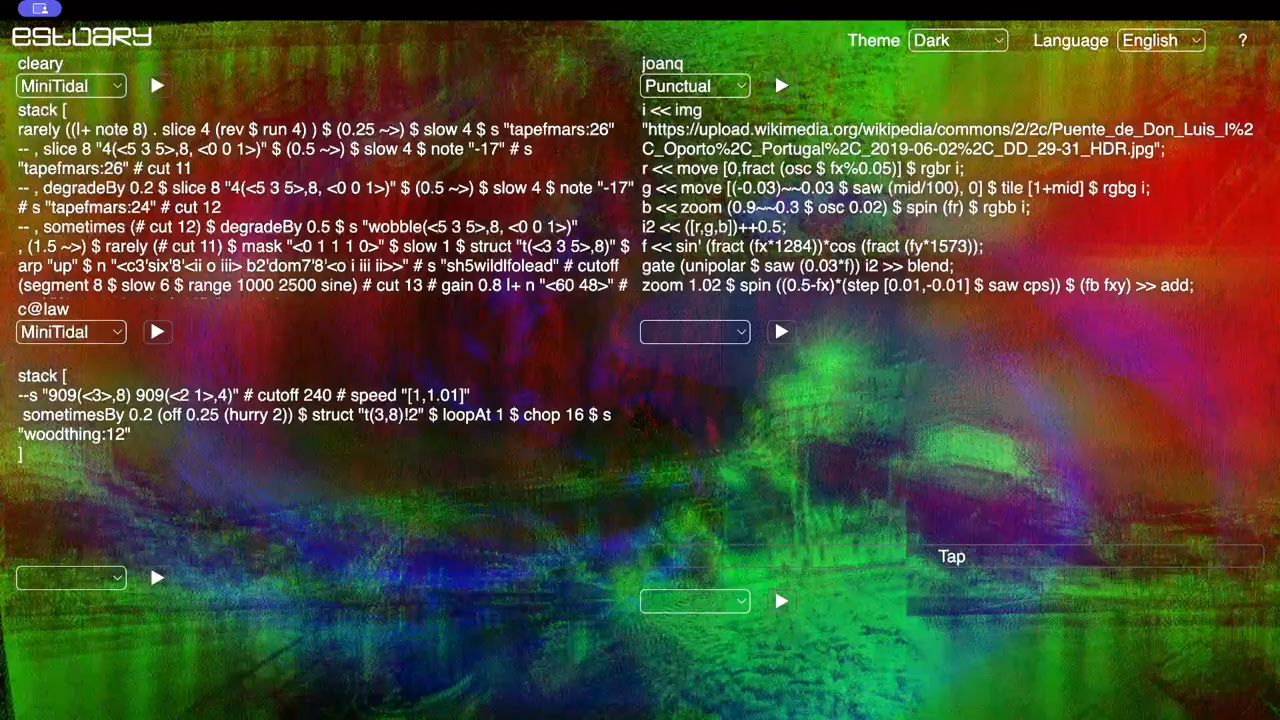 estuary
Theme Dark Language English ?
cleary
MiniTidal
stack [
rarely ((|+ note 8) . slice 4 (rev $ run 4) ) $ (0.25 ~>) $ slow 4 $ s "tapefmars:26"
-- , slice 8 "4(<5 3 5>,8, <0 0 1>)" $ (0.5 ~>) $ slow 4 $ note "-17" # s
"tapefmars:26" # cut 11
-- , degradeBy 0.2 $ slice 8 "4(<5 3 5>,8, <0 0 1>)" $ (0.5 ~>) $ slow 4 $ note "-17"
# s "tapefmars:24" # cut 12
-- , sometimes (# cut 12) $ degradeBy 0.5 $ s "wobble(<5 3 5>,8, <0 0 1>)"
, (1.5 ~>) $ rarely (# cut 11) $ mask "<0 1 1 1 0>" $ slow 1 $ struct "t(<3 3 5>,8)" $
arp "up" $ n "<c3'six'8'<ii o iii> b2'dom7'8'<o i iii ii>>" # s "sh5wildlfolead" # cutoff
(segment 8 $ slow 6 $ range 1000 2500 sine) # cut 13 # gain 0.8 |+ n "<60 48>" #
joanq
Punctual
i << img
"https://upload.wikimedia.org/wikipedia/commons/2/2c/Puente_de_Don_Luis_I%2
C_Oporto%2C_Portugal%2C_2019-06-02%2C_DD_29-31_HDR.jpg";
r << move [0,fract (osc $ fx%0.05)] $ rgbr i;
g << move [(-0.03)~~0.03 $ saw (mid/100), 0] $ tile [1+mid] $ rgbg i;
b << zoom (0.9~~0.3 $ osc 0.02) $ spin (fr) $ rgbb i;
i2 << ([r,g,b])++0.5;
f << sin' (fract (fx*1284))*cos (fract (fy*1573));
gate (unipolar $ saw (0.03*f)) i2 >> blend;
zoom 1.02 $ spin ((0.5-fx)*(step [0.01,-0.01] $ saw cps)) $ (fb fxy) >> add;
c@law
MiniTidal
stack [
--s "909(<3>,8) 909(<2 1>,4)" # cutoff 240 # speed "[1,1.01]"
sometimesBy 0.2 (off 0.25 (hurry 2)) $ struct "t(3,8)!2" $ loopAt 1 $ chop 16 $ s
"woodthing:12"
]
Tap